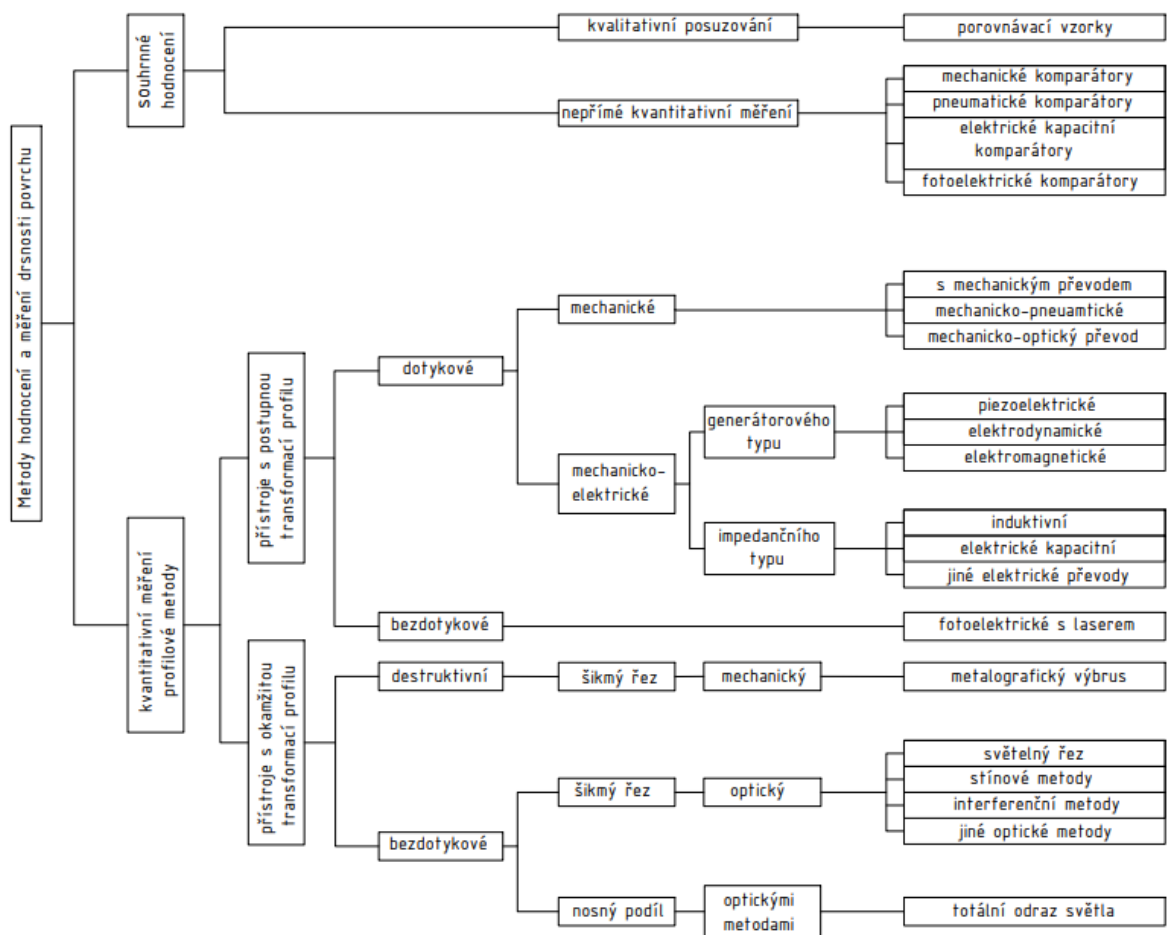 Metody hodnocení a měření drsnosti povrchu
souhrnné
hodnocení
kvalitativní posuzování
porovnávací vzorky
nepřímé kvantitativní měření
mechanické komparátory
pneumatické komparátory
elektrické kapacitní
komparátory
fotoelektrické komparátory
kvantitativní měření
profilové metody
přístroje s postupnou
transformací profilu
dotykové
mechanické
s mechanickým převodem
mechanicko-pneuamtické
mechanicko-optický převod
mechanicko-
elektrické
generátorového
typu
piezoelektrické
elektrodynamické
elektromagnetické
impedančního
typu
induktivní
elektrické kapacitní
jiné elektrické převody
bezdotykové
fotoelektrické s laserem
přístroje s okamžitou
transformací profilu
destruktivní
šikmý řez
mechanický
metalografický výbrus
bezdotykové
šikmý řez
optický
světelný řez
stínové metody
interferenční metody
jiné optické metody
nosný podíl
optickými
metodami
totální odraz světla